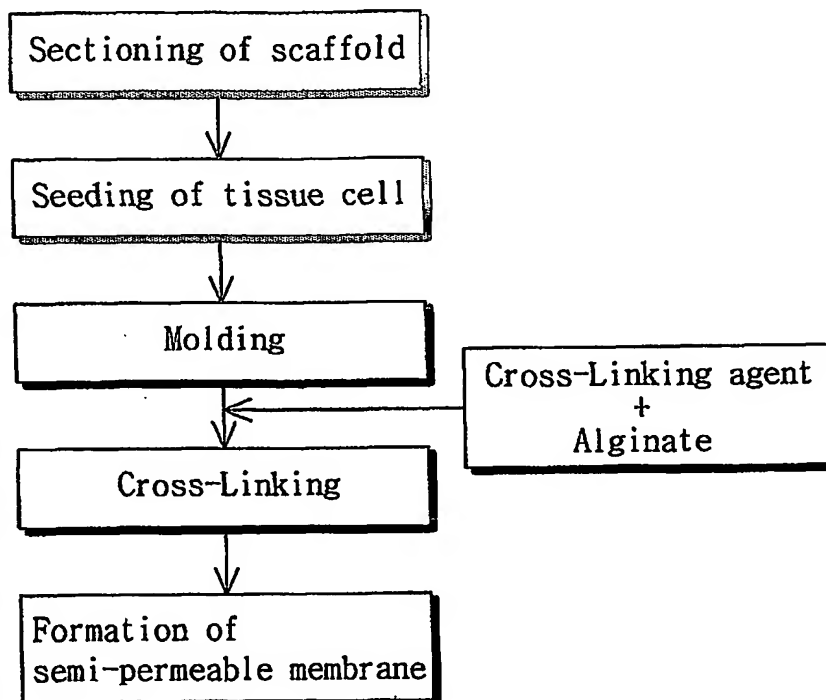 Sectioning of scaffold
Seeding of tissue cell
Molding
Cross-Linking agent
+
Alginate
Cross-Linking
Formation of
semi-permeable membrane